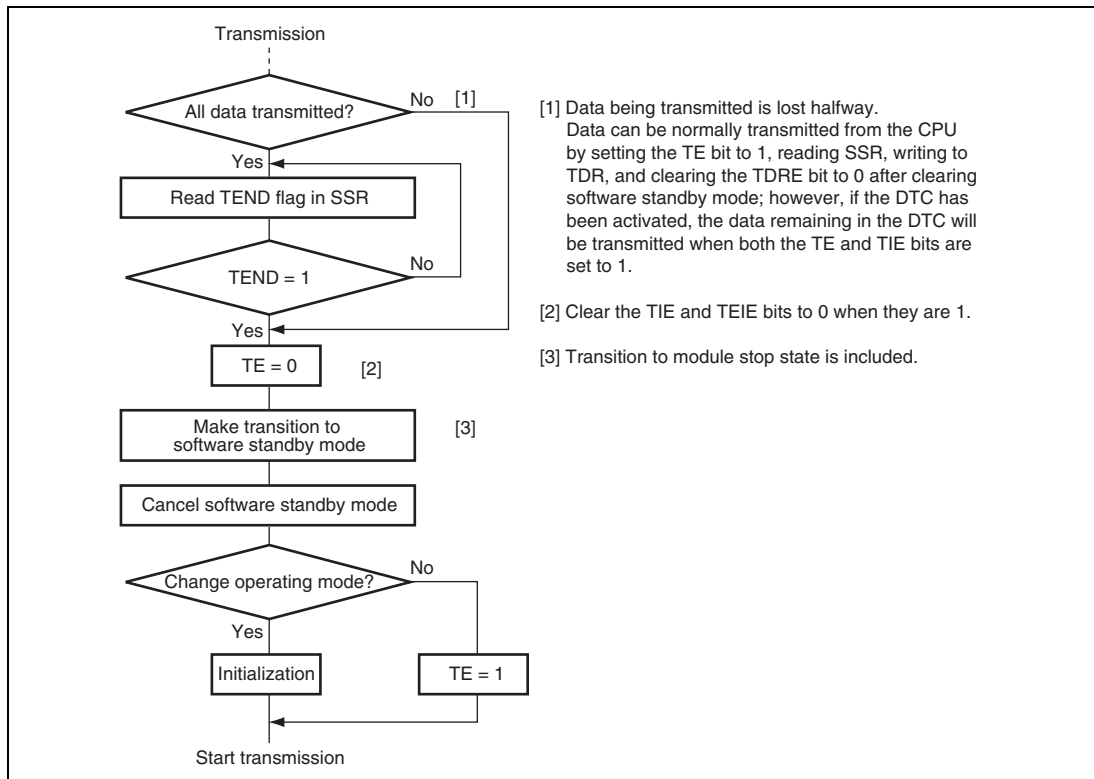 Transmission
All data transmitted?
No [1]
Yes
Read TEND flag in SSR
TEND = 1
No
Yes
TE = 0
[2]
Make transition to
software standby mode
[3]
Cancel software standby mode
Change operating mode?
No
Yes
Initialization
TE = 1
Start transmission
[1] Data being transmitted is lost halfway.
Data can be normally transmitted from the CPU
by setting the TE bit to 1, reading SSR, writing to
TDR, and clearing the TDRE bit to 0 after clearing
software standby mode; however, if the DTC has
been activated, the data remaining in the DTC will
be transmitted when both the TE and TIE bits are
set to 1.
[2] Clear the TIE and TEIE bits to 0 when they are 1.
[3] Transition to module stop state is included.